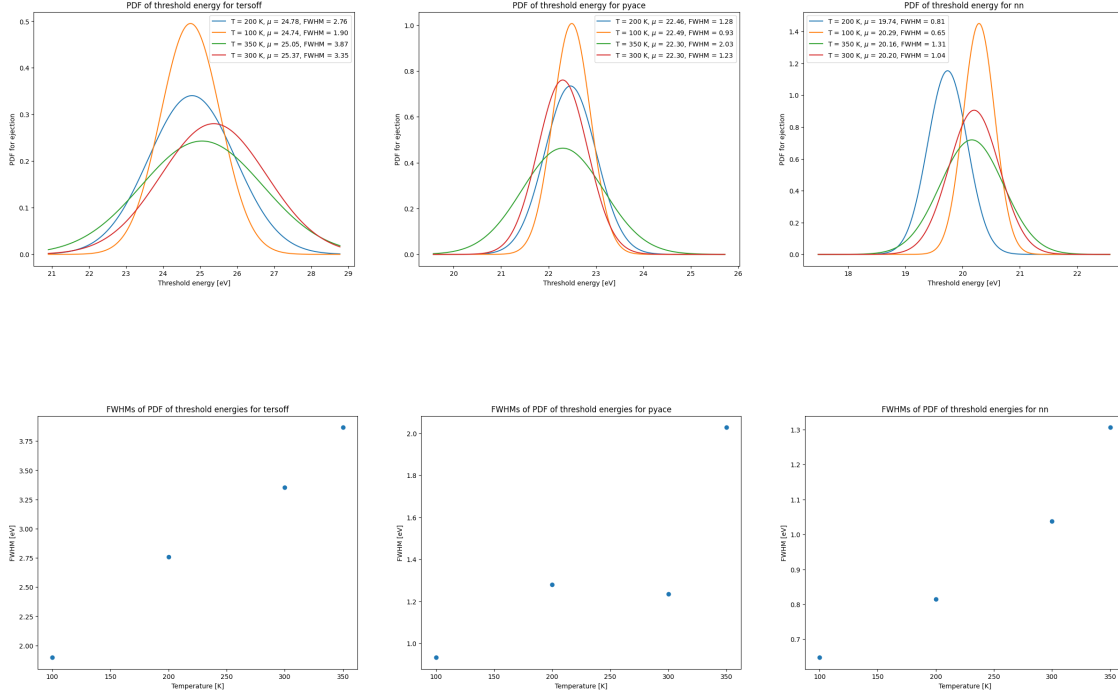 PDF of threshold energy for tersoff
T = 200 K, μ = 24.78, FWHM = 2.76
T = 100 K, μ = 24.74, FWHM = 1.90
T = 350 K, μ = 25.05, FWHM = 3.87
T = 300 K, μ = 25.37, FWHM = 3.35
PDF for ejection
0.5
0.4
0.3
0.2
0.1
0.0
21 22 23 24 25 26 27 28 29
Threshold energy [eV]
PDF of threshold energy for pyace
T = 200 K, μ = 22.46, FWHM = 1.28
T = 100 K, μ = 22.49, FWHM = 0.93
T = 350 K, μ = 22.30, FWHM = 2.03
T = 300 K, μ = 22.30, FWHM = 1.23
PDF for ejection
1.0
0.8
0.6
0.4
0.2
0.0
20 21 22 23 24 25 26
Threshold energy [eV]
PDF of threshold energy for nn
T = 200 K, μ = 19.74, FWHM = 0.81
T = 100 K, μ = 20.29, FWHM = 0.65
T = 350 K, μ = 20.16, FWHM = 1.31
T = 300 K, μ = 20.20, FWHM = 1.04
PDF for ejection
1.4
1.2
1.0
0.8
0.6
0.4
0.2
0.0
18 19 20 21 22
Threshold energy [eV]
FWHMs of PDF of threshold energies for tersoff
FWHM [eV]
3.75
3.50
3.25
3.00
2.75
2.50
2.25
2.00
100 150 200 250 300 350
Temperature [K]
FWHMs of PDF of threshold energies for pyace
FWHM [eV]
2.0
1.8
1.6
1.4
1.2
1.0
100 150 200 250 300 350
Temperature [K]
FWHMs of PDF of threshold energies for nn
FWHM [eV]
1.3
1.2
1.1
1.0
0.9
0.8
0.7
100 150 200 250 300 350
Temperature [K]